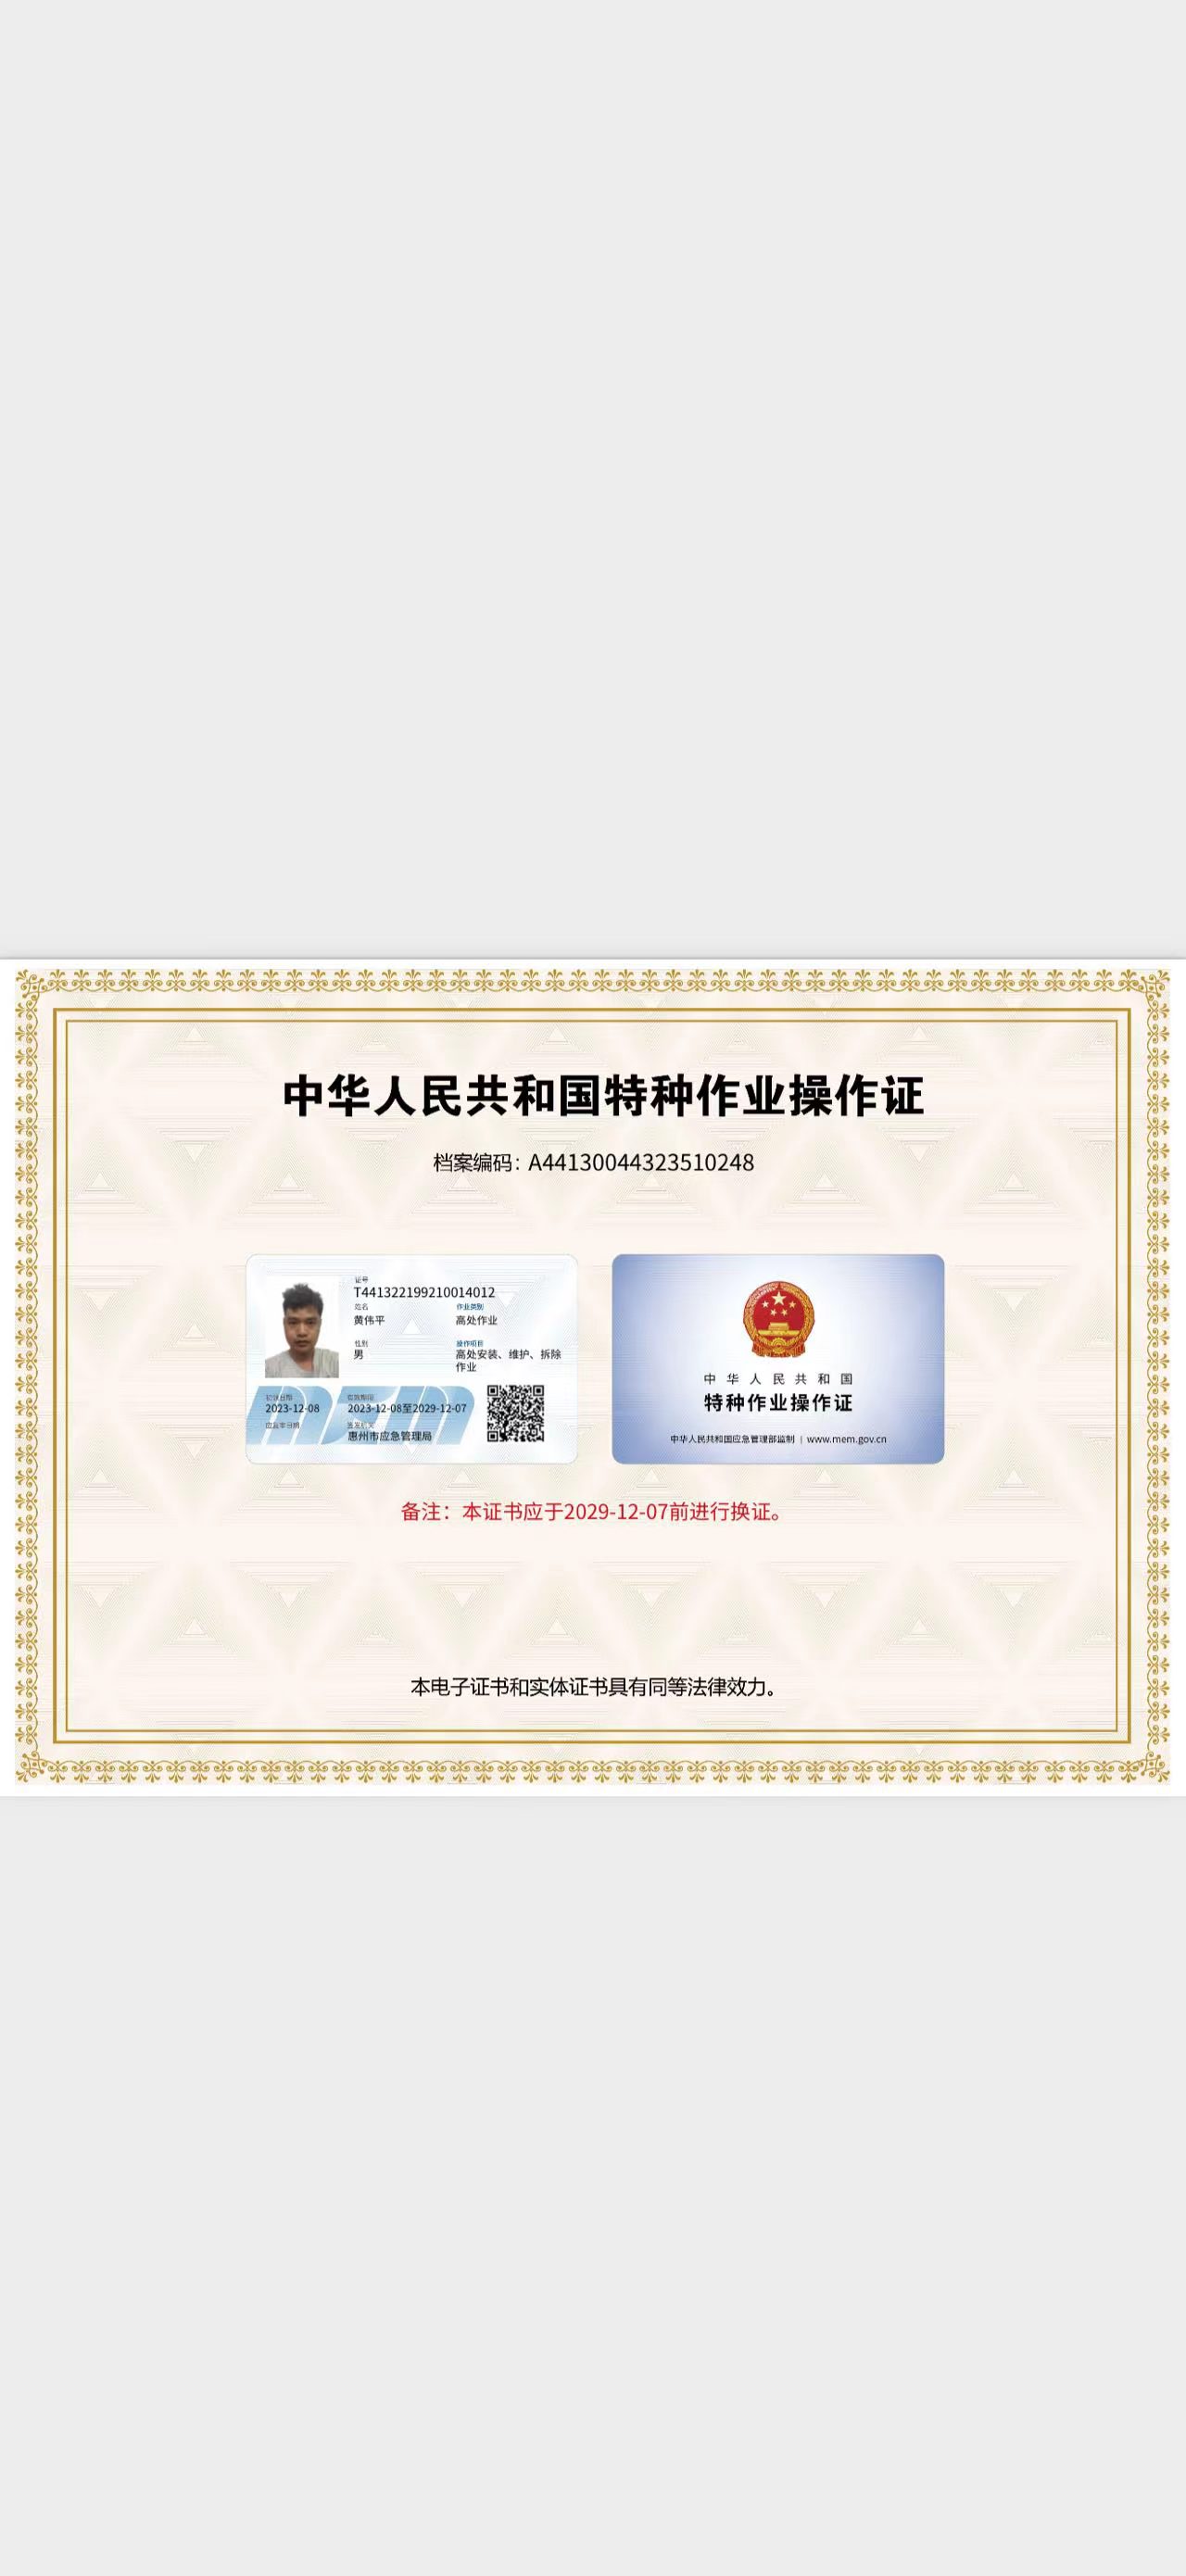 中华人民共和国特种作业操作证
档案编码：A44130044323510248
证号
T441322199210014012
姓名
黄伟平
作业类别
高处作业
性别
男
操作项目
高处安装、维护、拆除
作业
初领日期
2023-12-08
有效期限
2023-12-08至2029-12-07
应复审日期
签发机关
惠州市应急管理局
中华人民共和国
特种作业操作证
中华人民共和国应急管理部监制 | www.mem.gov.cn
备注：本证书应于2029-12-07前进行换证。
本电子证书和实体证书具有同等法律效力。